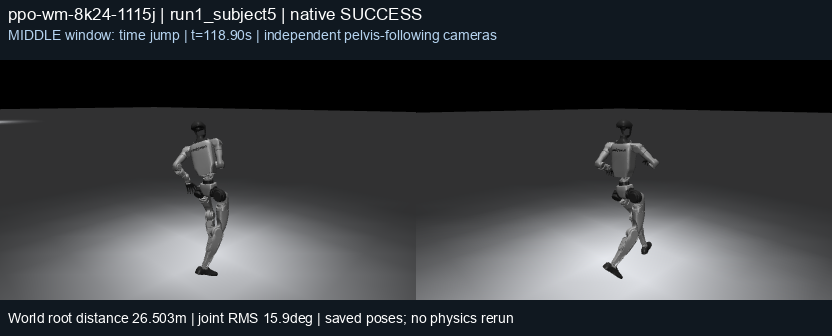 ppo-wm-8k24-1115j | run1_subject5 | native SUCCESS
MIDDLE window: time jump | t=118.90s | independent pelvis-following cameras
World root distance 26.503m | joint RMS 15.9deg | saved poses; no physics rerun